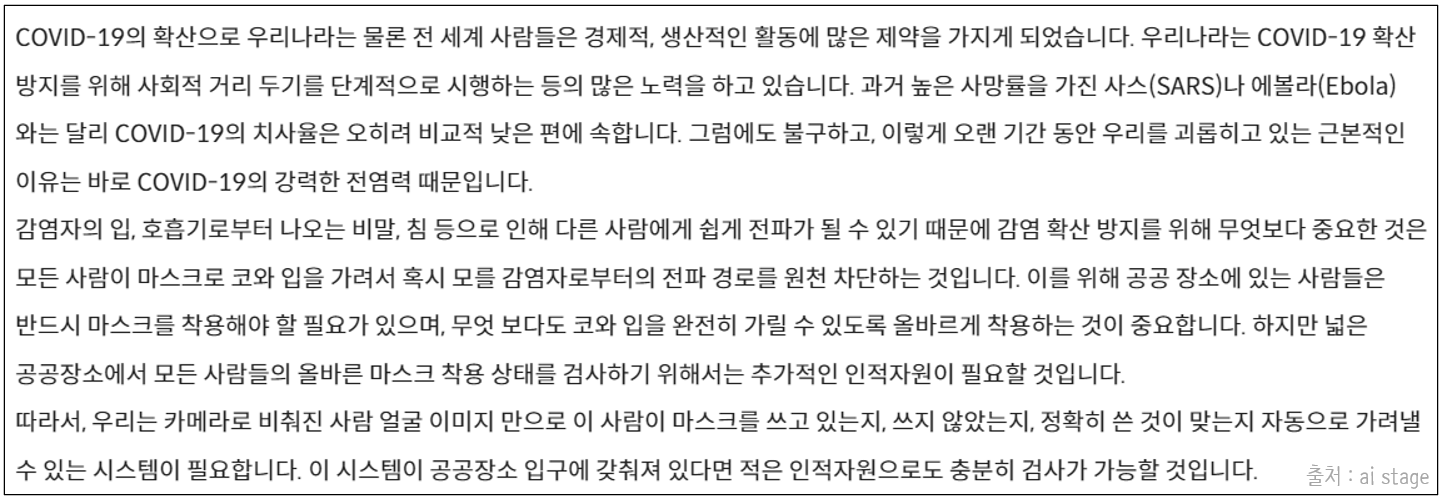 COVID-19의 확산으로 우리나라는 물론 전 세계 사람들은 경제적, 생산적인 활동에 많은 제약을 가지게 되었습니다. 우리나라는 COVID-19 확산
방지를 위해 사회적 거리 두기를 단계적으로 시행하는 등의 많은 노력을 하고 있습니다. 과거 높은 사망률을 가진 사스(SARS)나 에볼라(Ebola)
와는 달리 COVID-19의 치사율은 오히려 비교적 낮은 편에 속합니다. 그럼에도 불구하고, 이렇게 오랜 기간 동안 우리를 괴롭히고 있는 근본적인
이유는 바로 COVID-19의 강력한 전염력 때문입니다.
감염자의 입, 호흡기로부터 나오는 비말, 침 등으로 인해 다른 사람에게 쉽게 전파가 될 수 있기 때문에 감염 확산 방지를 위해 무엇보다 중요한 것은
모든 사람이 마스크로 코와 입을 가려서 혹시 모를 감염자로부터의 전파 경로를 원천 차단하는 것입니다. 이를 위해 공공 장소에 있는 사람들은
반드시 마스크를 착용해야 할 필요가 있으며, 무엇 보다도 코와 입을 완전히 가릴 수 있도록 올바르게 착용하는 것이 중요합니다. 하지만 넓은
공공장소에서 모든 사람들의 올바른 마스크 착용 상태를 검사하기 위해서는 추가적인 인적자원이 필요할 것입니다.
따라서, 우리는 카메라로 비춰진 사람 얼굴 이미지 만으로 이 사람이 마스크를 쓰고 있는지, 쓰지 않았는지, 정확히 쓴 것이 맞는지 자동으로 가려낼
수 있는 시스템이 필요합니다. 이 시스템이 공공장소 입구에 갖춰져 있다면 적은 인적자원으로도 충분히 검사가 가능할 것입니다.
출처 : ai stage